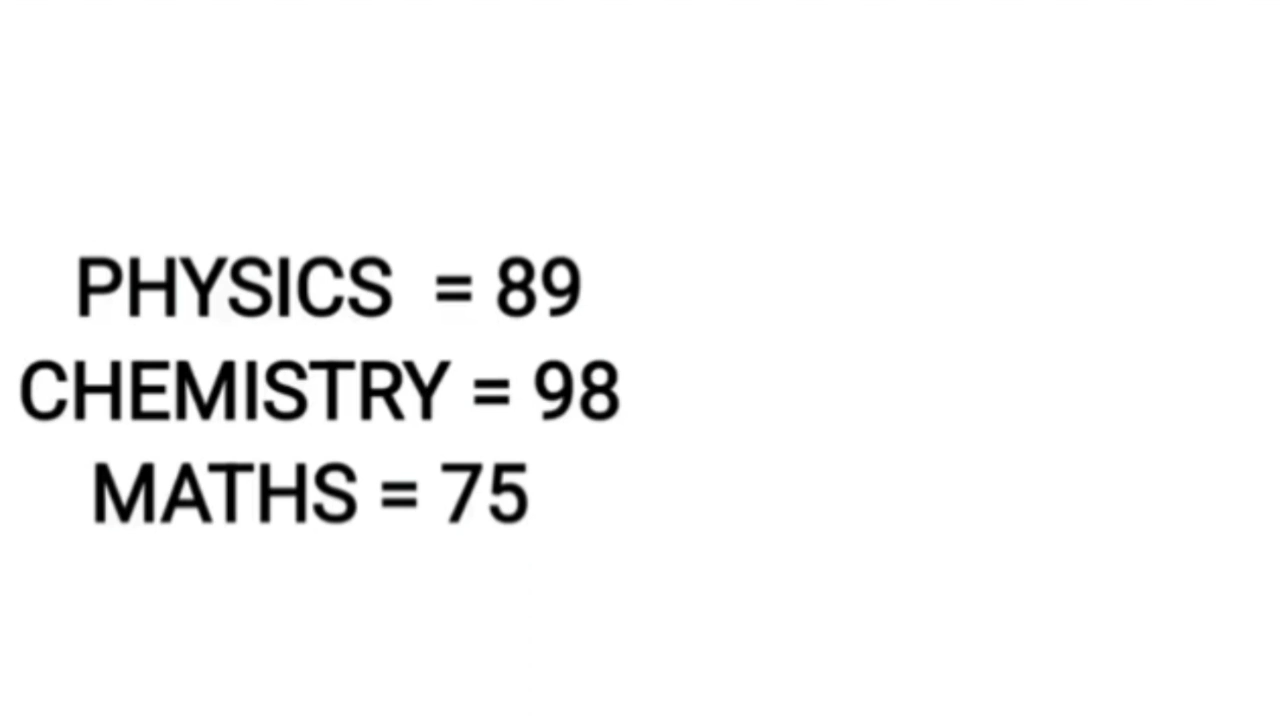 PHYSICS = 89
CHEMISTRY = 98
MATHS = 75